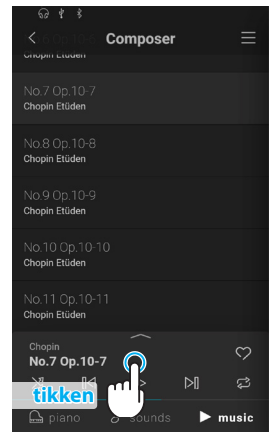 Composer
Chopin Etüden
No.7 Op.10-7
Chopin Etüden
No.8 Op.10-8
Chopin Etüden
No.9 Op.10-9
Chopin Etüden
No.10 Op.10-10
Chopin Etüden
No.11 Op.10-11
Chopin Etüden
Chopin
No.7 Op.10-7
tikken
piano sounds music